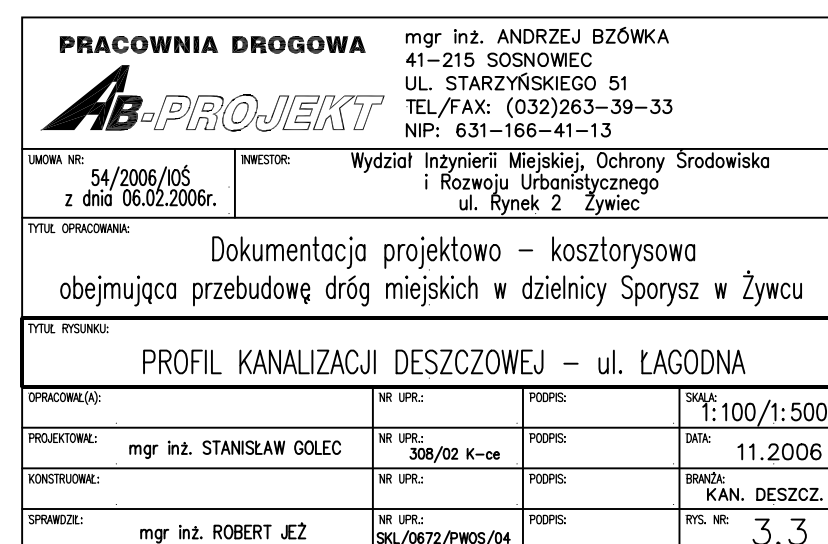 PRACOWNIA DROGOWA
AB-PROJEKT
mgr inż. ANDRZEJ BZÓWKA
41-215 SOSNOWIEC
UL. STARZYŃSKIEGO 51
TEL/FAX: (032)263-39-33
NIP: 631-166-41-13
UMOWA NR:
54/2006/IOŚ
z dnia 06.02.2006r.
INWESTOR:
Wydział Inżynierii Miejskiej, Ochrony Środowiska
i Rozwoju Urbanistycznego
ul. Rynek 2 Żywiec
TYTUŁ OPRACOWANIA:
Dokumentacja projektowo – kosztorysowa
obejmująca przebudowę dróg miejskich w dzielnicy Sporysz w Żywcu
TYTUŁ RYSUNKU:
PROFIL KANALIZACJI DESZCZOWEJ – ul. ŁAGODNA
OPRACOWAŁ(A): NR UPR.: PODPIS: SKALA:
1:100/1:500
PROJEKTOWAŁ: NR UPR.: PODPIS: DATA:
mgr inż. STANISŁAW GOLEC 308/02 K-ce 11.2006
KONSTRUOWAŁ: NR UPR.: PODPIS: BRANŻA:
KAN. DESZCZ.
SPRAWDZIŁ: NR UPR.: PODPIS: RYS. NR:
mgr inż. ROBERT JEŻ SKL/0672/PWOS/04 3.3